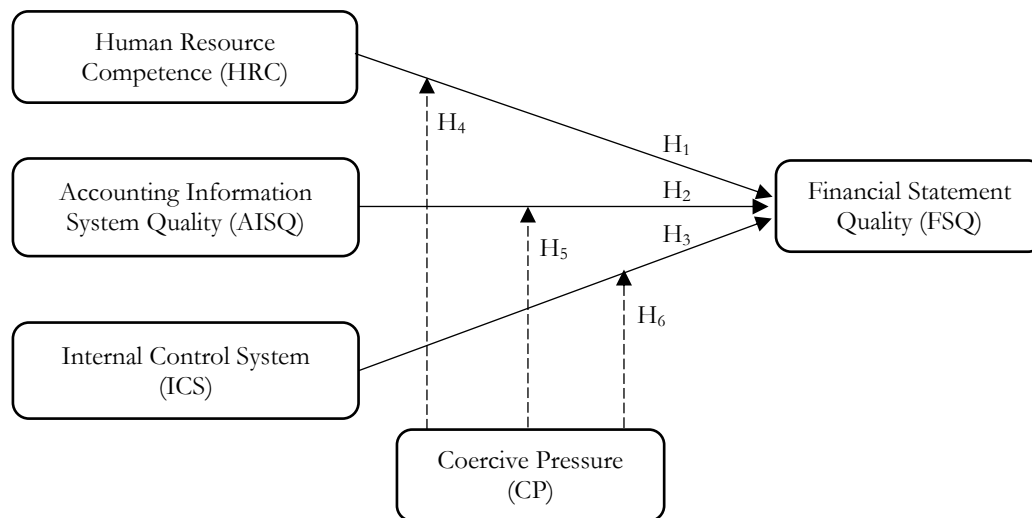 Human Resource
Competence (HRC)
H4
H1
Accounting Information
System Quality (AISQ)
H2
Financial Statement
Quality (FSQ)
H5
H3
H6
Internal Control System
(ICS)
Coercive Pressure
(CP)